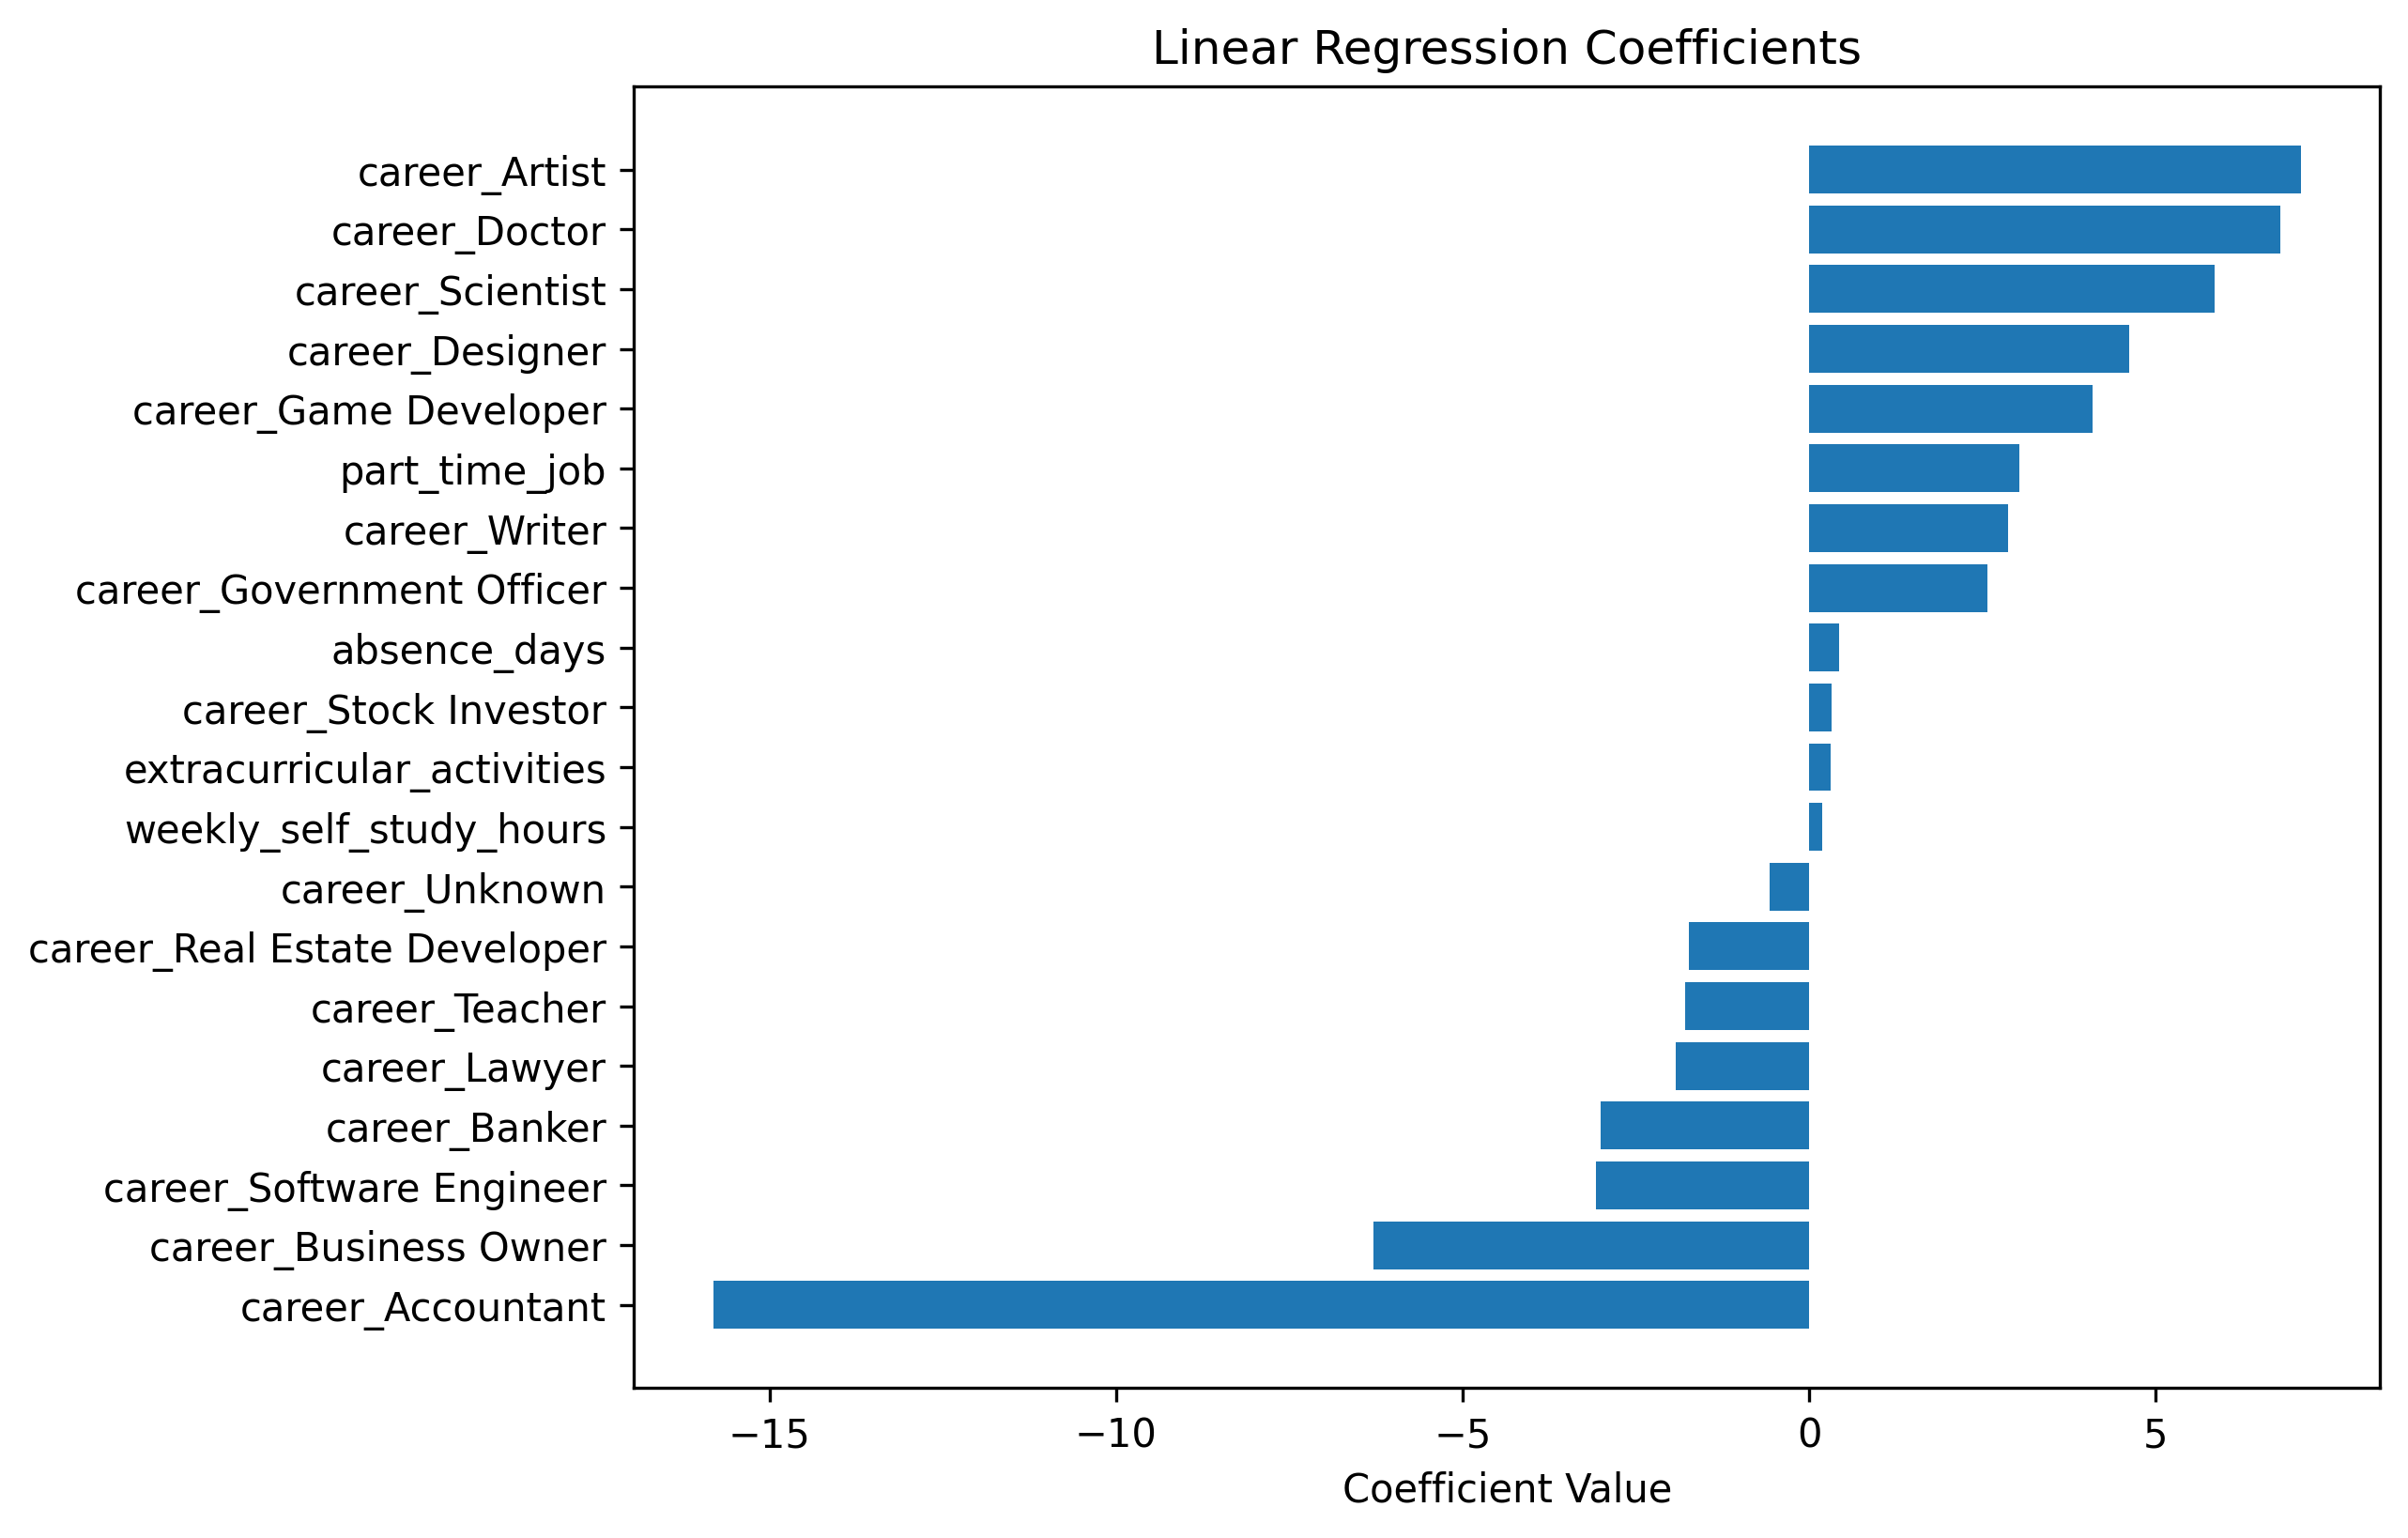 Linear Regression Coefficients
career_Artist
career_Doctor
career_Scientist
career_Designer
career_Game Developer
part_time_job
career_Writer
career_Government Officer
absence_days
career_Stock Investor
extracurricular_activities
weekly_self_study_hours
career_Unknown
career_Real Estate Developer
career_Teacher
career_Lawyer
career_Banker
career_Software Engineer
career_Business Owner
career_Accountant
−15 −10 −5 0 5
Coefficient Value